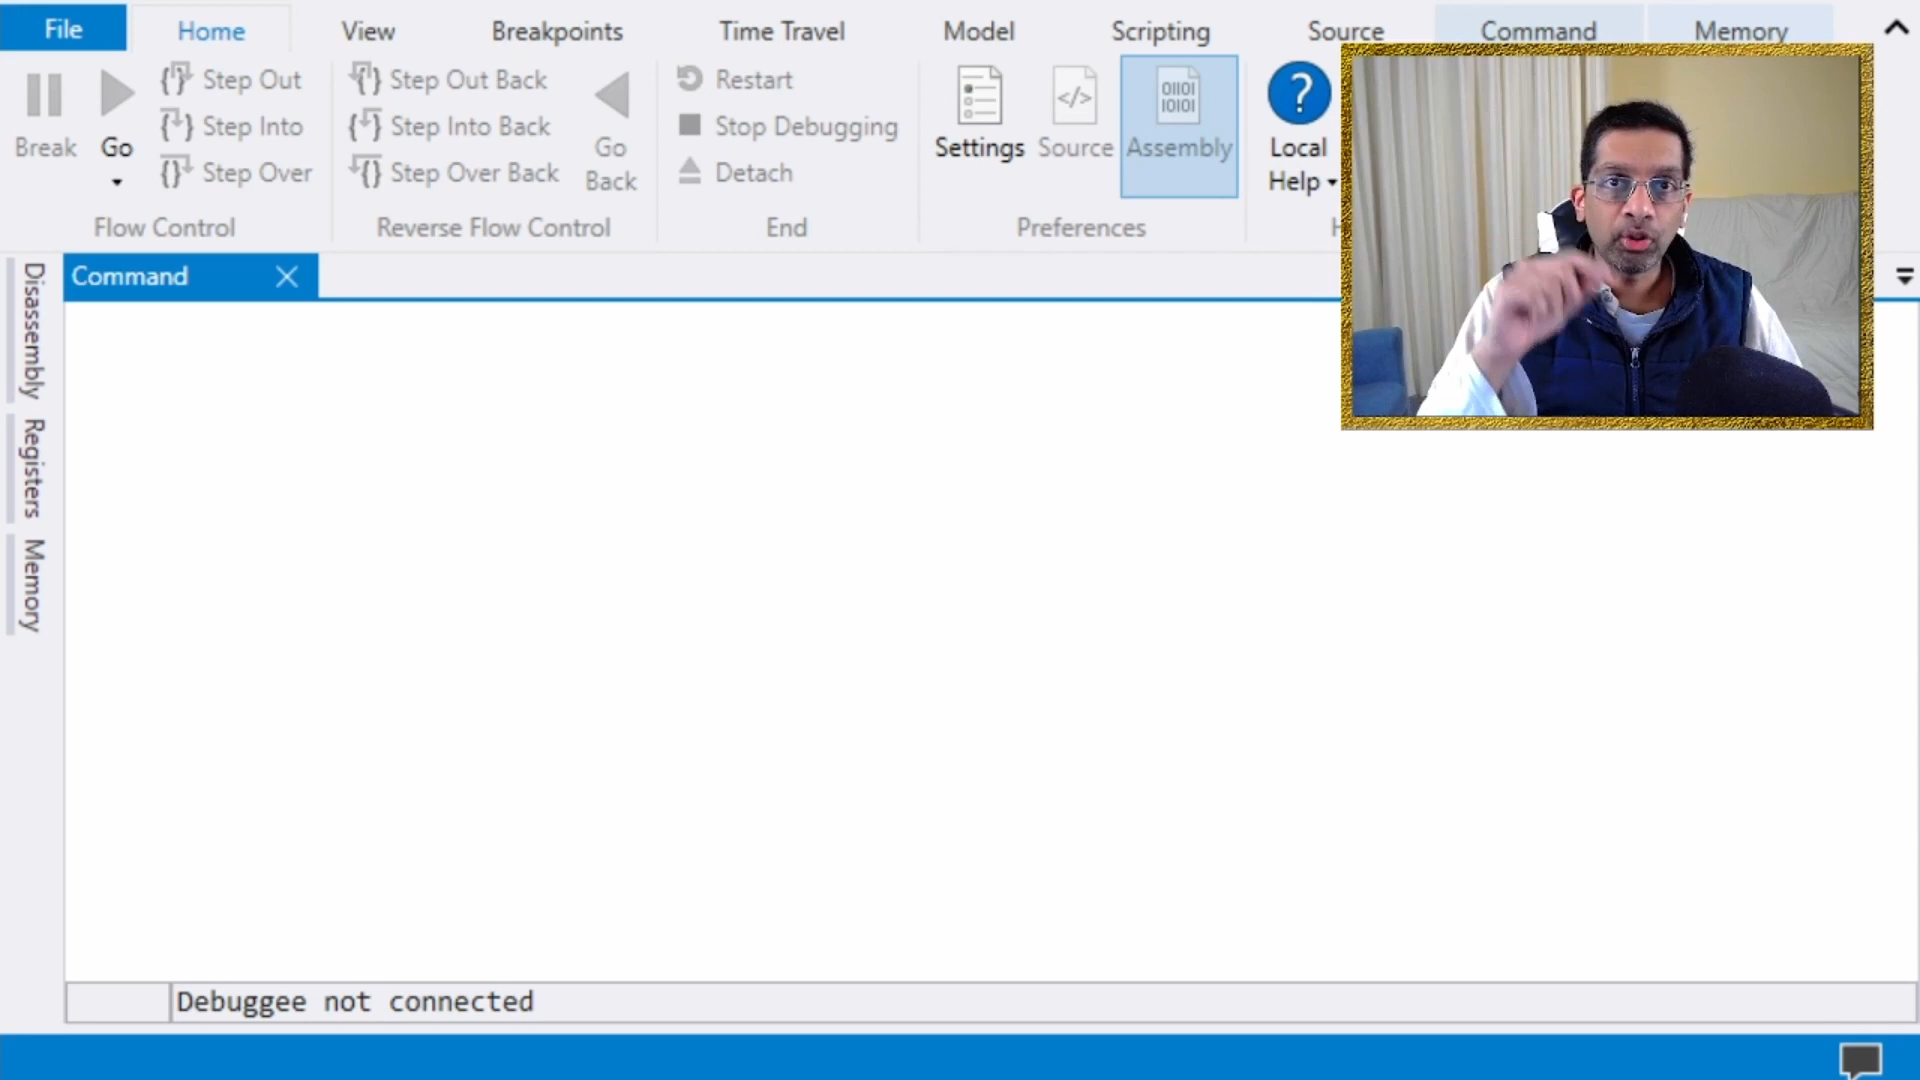 File
Home
View
Breakpoints
Time Travel
Model
Scripting
Source
Command
Memory
Break
Go
Step Out
Step Into
Step Over
Flow Control
Step Out Back
Step Into Back
Step Over Back
Go
Back
Reverse Flow Control
Restart
Stop Debugging
Detach
End
Settings
Source
Assembly
Preferences
Local
Help
Command
Disassembly
Registers
Memory
Debuggee not connected